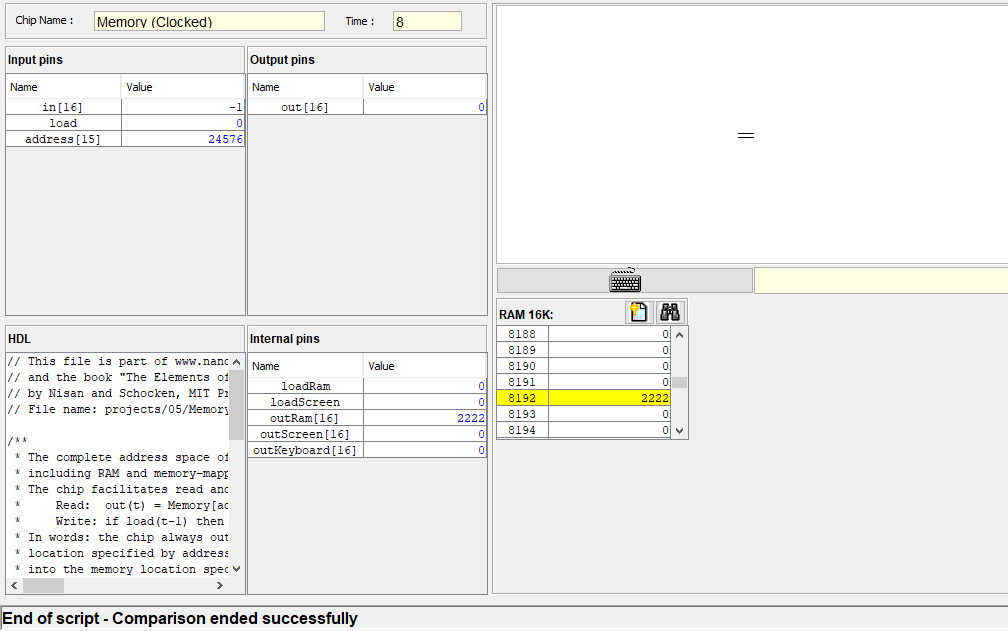 Chip Name : Memory (Clocked) Time : 8
Input pins
Name Value
in[16] -1
load 0
address[15] 24576
Output pins
Name Value
out[16] 0
HDL
// This file is part of www.nand
// and the book "The Elements of
// by Nisan and Schocken, MIT Pr
// File name: projects/05/Memory
/**
* The complete address space of
* including RAM and memory-mapp
* The chip facilitates read and
* Read: out(t) = Memory[ad
* Write: if load(t-1) then
* In words: the chip always out
* location specified by address
* into the memory location spec
Internal pins
Name Value
loadRam 0
loadScreen 0
outRam[16] 2222
outScreen[16] 0
outKeyboard[16] 0
RAM 16K:
8188 0
8189 0
8190 0
8191 0
8192 2222
8193 0
8194 0
End of script - Comparison ended successfully